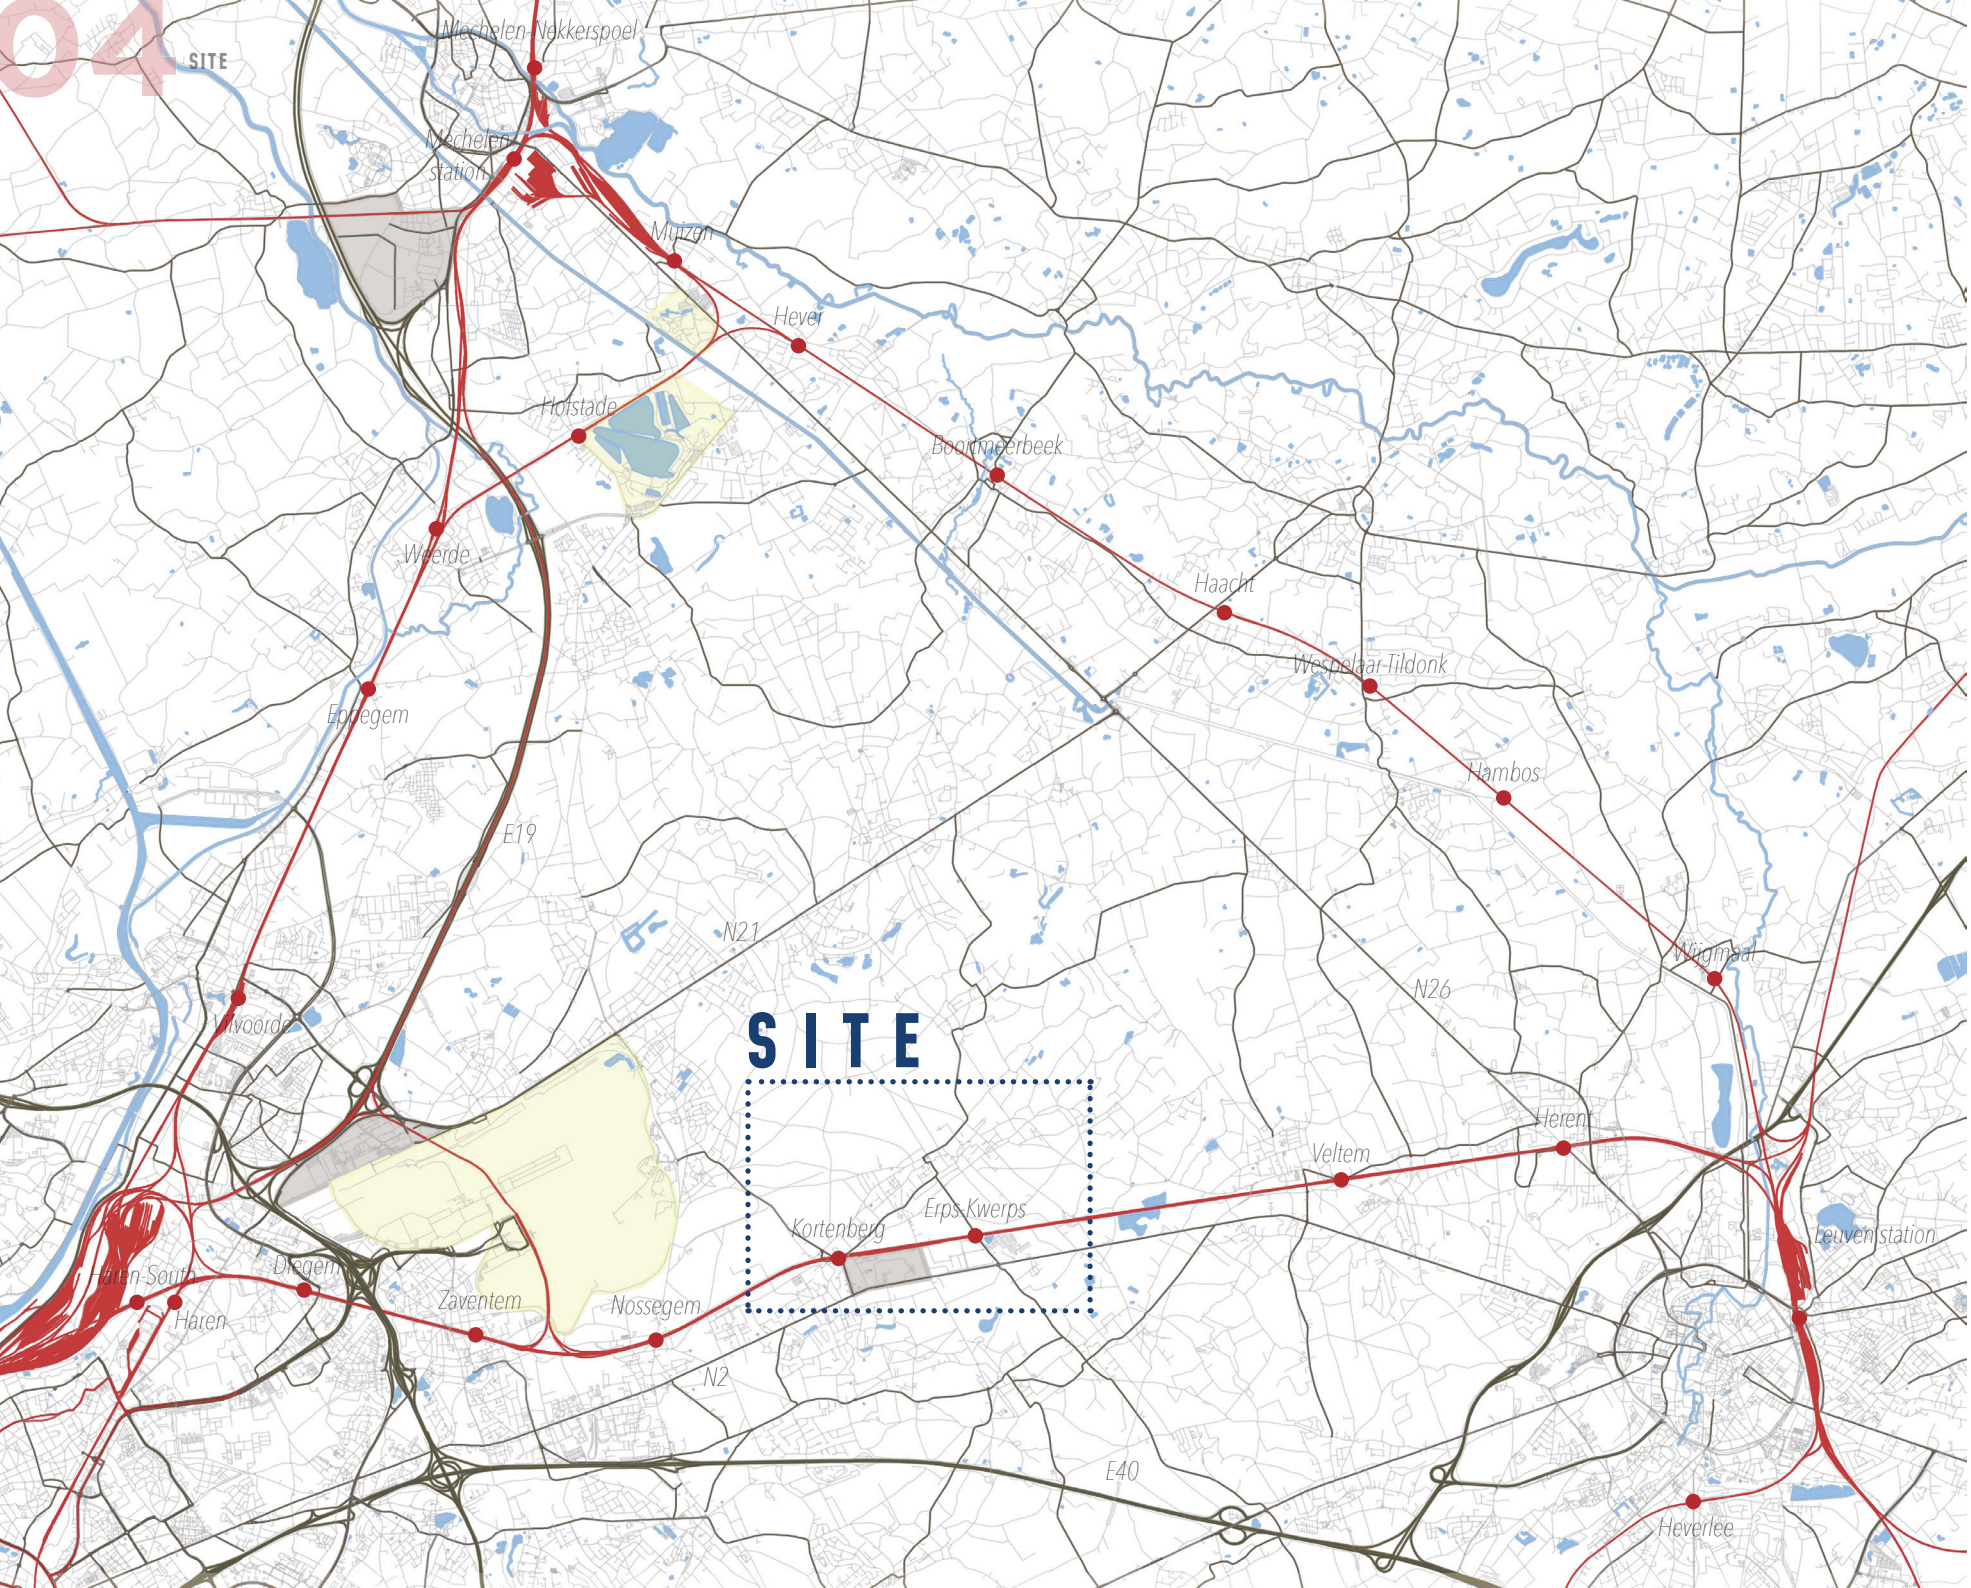 04
SITE
Mechelen-Nekkerspoel
Mechelen
station
Muizen
Hever
Hofstade
Boortmeerbeek
Weerde
Haacht
Wespelaar-Tildonk
Eppegem
Hambos
E19
N21
Wijgmaal
N26
Vilvoorde
SITE
Herent
Veltem
Erps-Kwerps
Kortenberg
Leuven station
Haren-South
Diegem
Zaventem
Nossegem
Haren
N2
E40
Heverlee